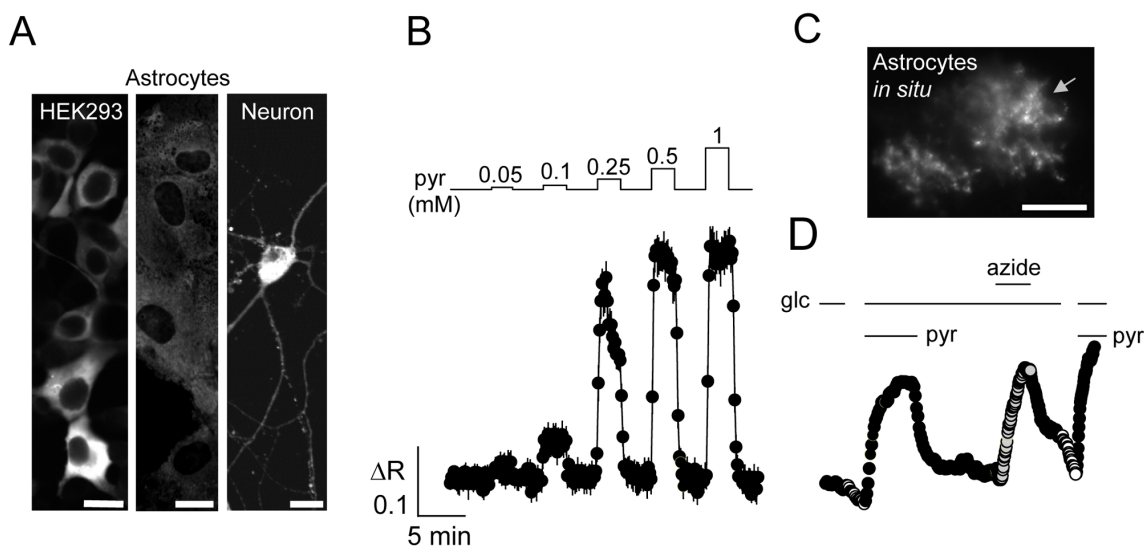 A
Astrocytes
HEK293
Neuron
B
pyr
(mM)
0.05
0.1
0.25
0.5
1
ΔR
0.1
5 min
C
Astrocytes
in situ
D
azide
glc
pyr
pyr